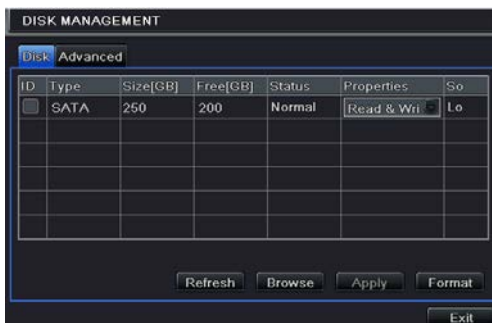 DISK MANAGEMENT
Disk Advanced
ID Type Size[GB] Free[GB] Status Properties So
SATA 250 200 Normal Read & Wri Lo
Refresh Browse Apply Format
Exit